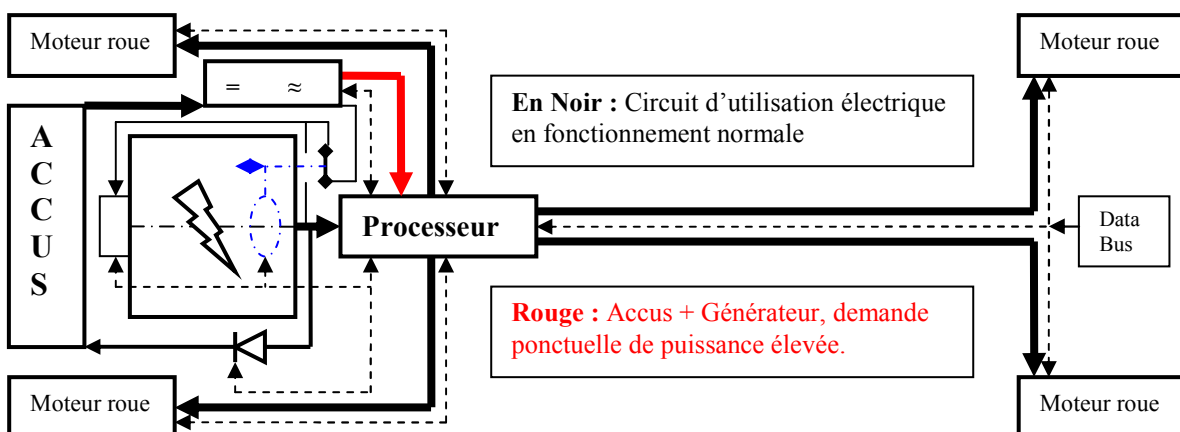 Moteur roue
Moteur roue
= ≈
En Noir : Circuit d'utilisation électrique
en fonctionnement normale
A
C
C
U
S
Processeur
Data
Bus
Rouge : Accus + Générateur, demande
ponctuelle de puissance élevée.
Moteur roue
Moteur roue